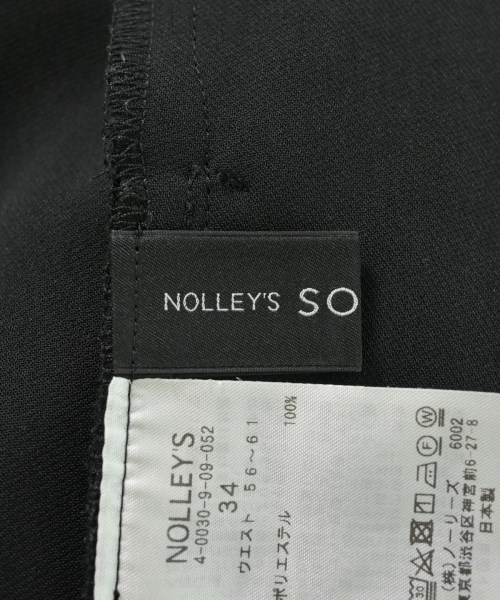 NOLLEY'S SO
NOLLEY'S
4-0030-9-09-052
34
ウエスト 56～61
ポリエステル 100%
6002
(株)ノーリーズ
東京都渋谷区神宮前6-27-8
日本製